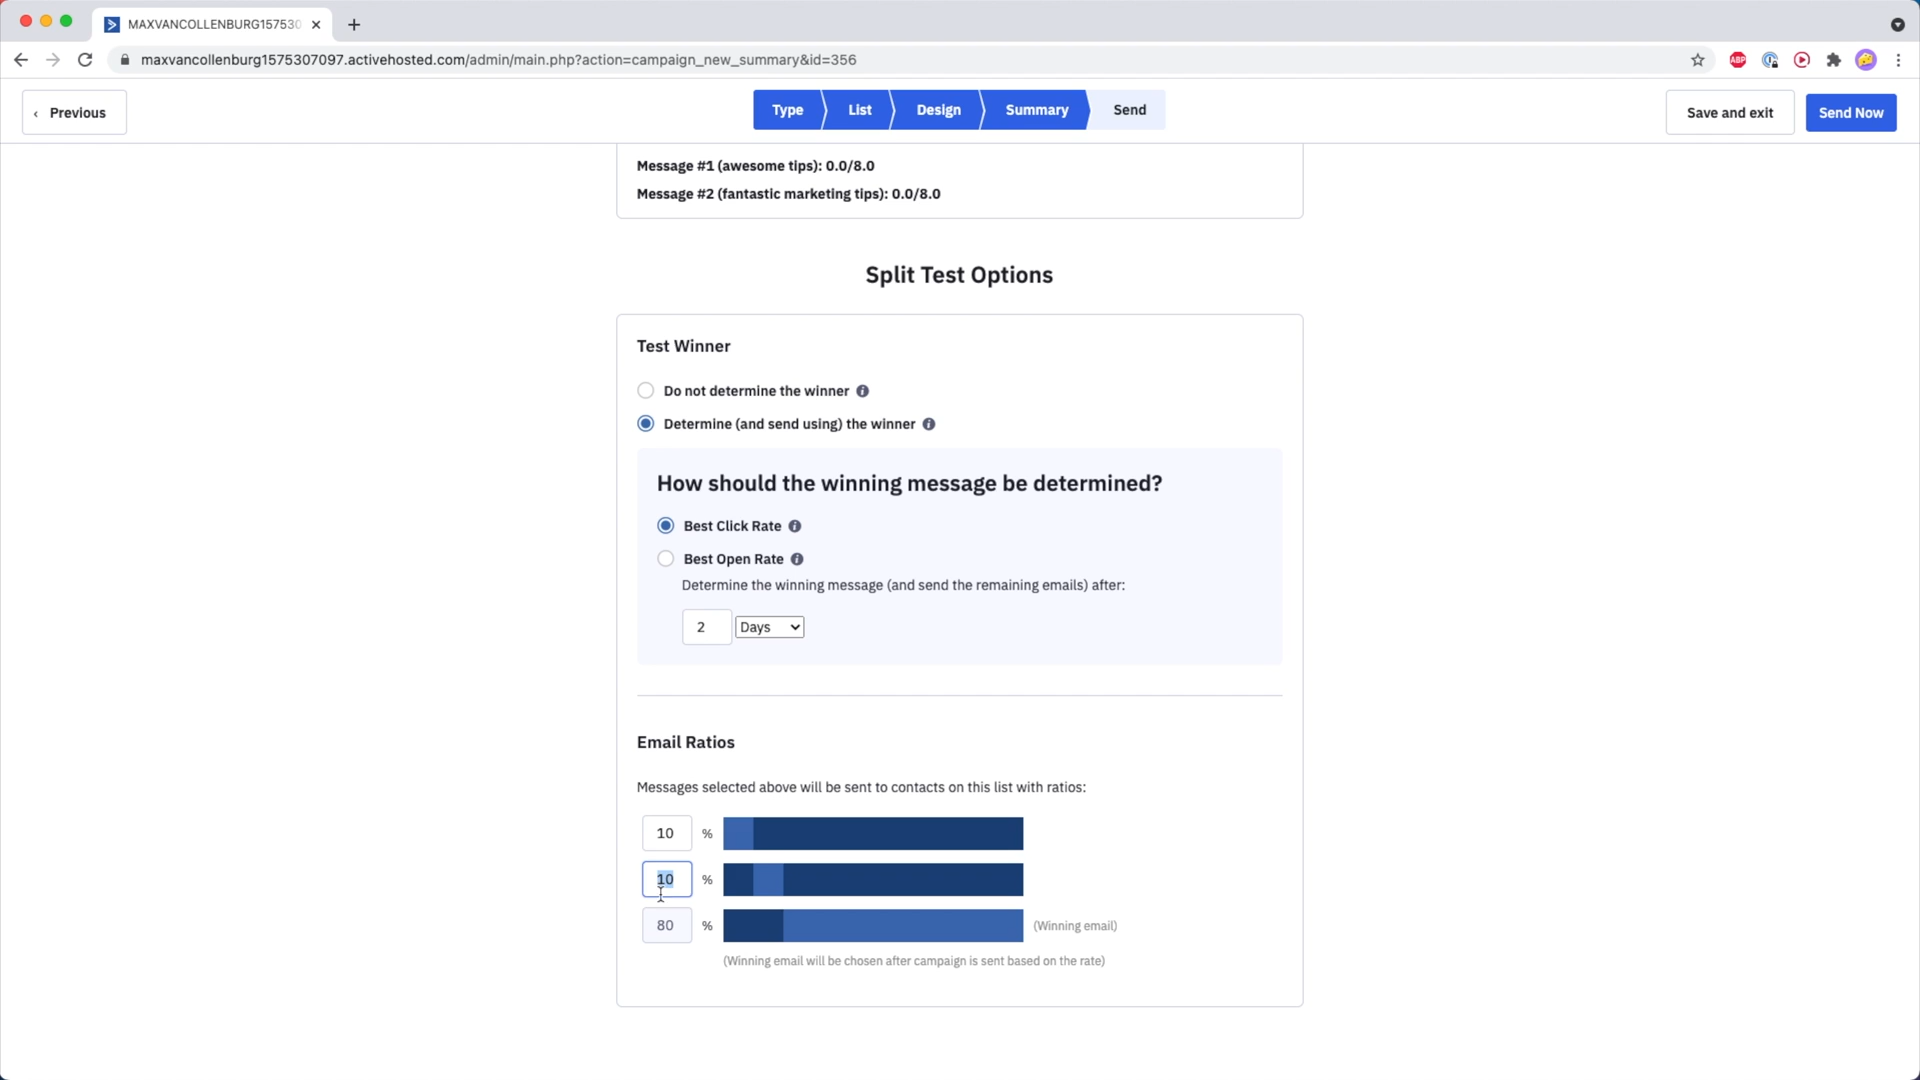 MAXVANCOLLENBURG157530
maxvancollenburg1575307097.activehosted.com/admin/main.php?action=campaign_new_summary&id=356
ABP
Previous
Type
List
Design
Summary
Send
Save and exit
Send Now
Message #1 (awesome tips): 0.0/8.0
Message #2 (fantastic marketing tips): 0.0/8.0
Split Test Options
Test Winner
Do not determine the winner
Determine (and send using) the winner
How should the winning message be determined?
Best Click Rate
Best Open Rate
Determine the winning message (and send the remaining emails) after:
2 Days
Email Ratios
Messages selected above will be sent to contacts on this list with ratios:
10 %
10 %
80 % (Winning email)
(Winning email will be chosen after campaign is sent based on the rate)